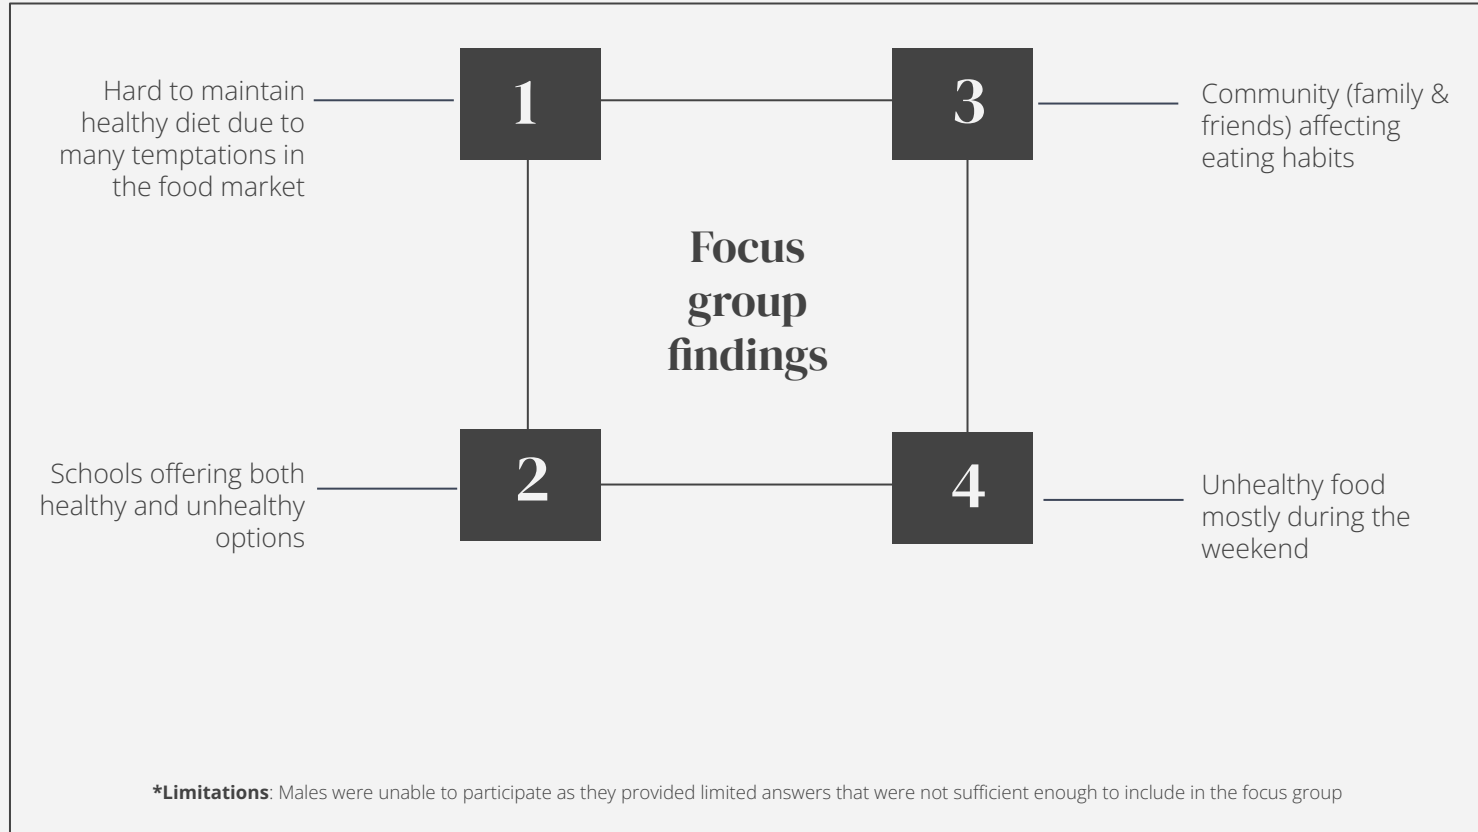 1
Hard to maintain
healthy diet due to
many temptations in
the food market
2
Schools offering both
healthy and unhealthy
options
Focus
group
findings
3
Community (family &
friends) affecting
eating habits
4
Unhealthy food
mostly during the
weekend
*Limitations: Males were unable to participate as they provided limited answers that were not sufficient enough to include in the focus group